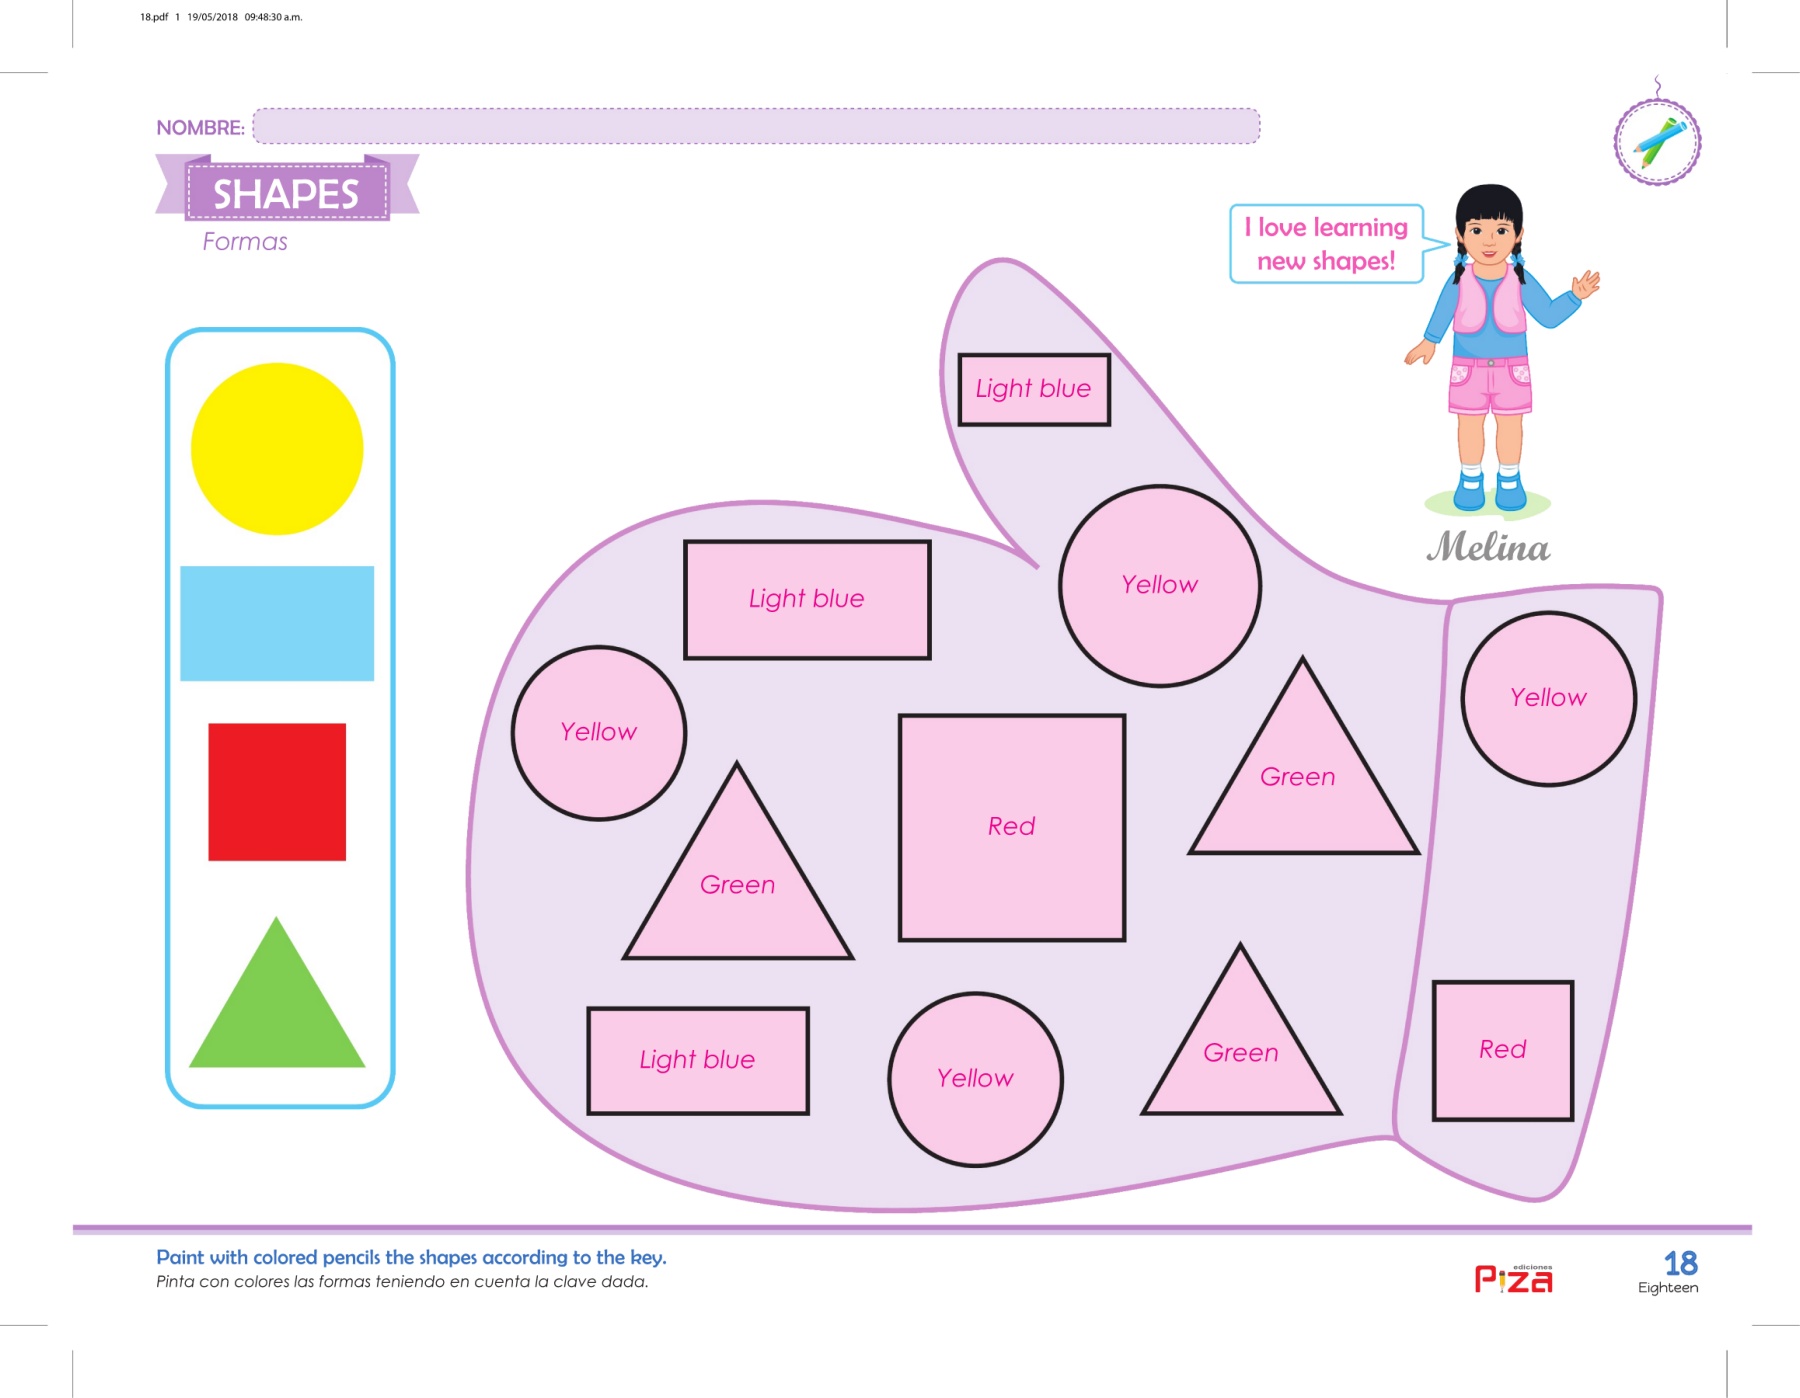 18.pdf 1 19/05/2018 09:48:30 a.m.
NOMBRE:
SHAPES
Formas
I love learning
new shapes!
Melina
Light blue
Light blue
Yellow
Yellow
Yellow
Green
Red
Green
Light blue
Yellow
Green
Red
Paint with colored pencils the shapes according to the key.
Pinta con colores las formas teniendo en cuenta la clave dada.
ediciones
Piza
18
Eighteen